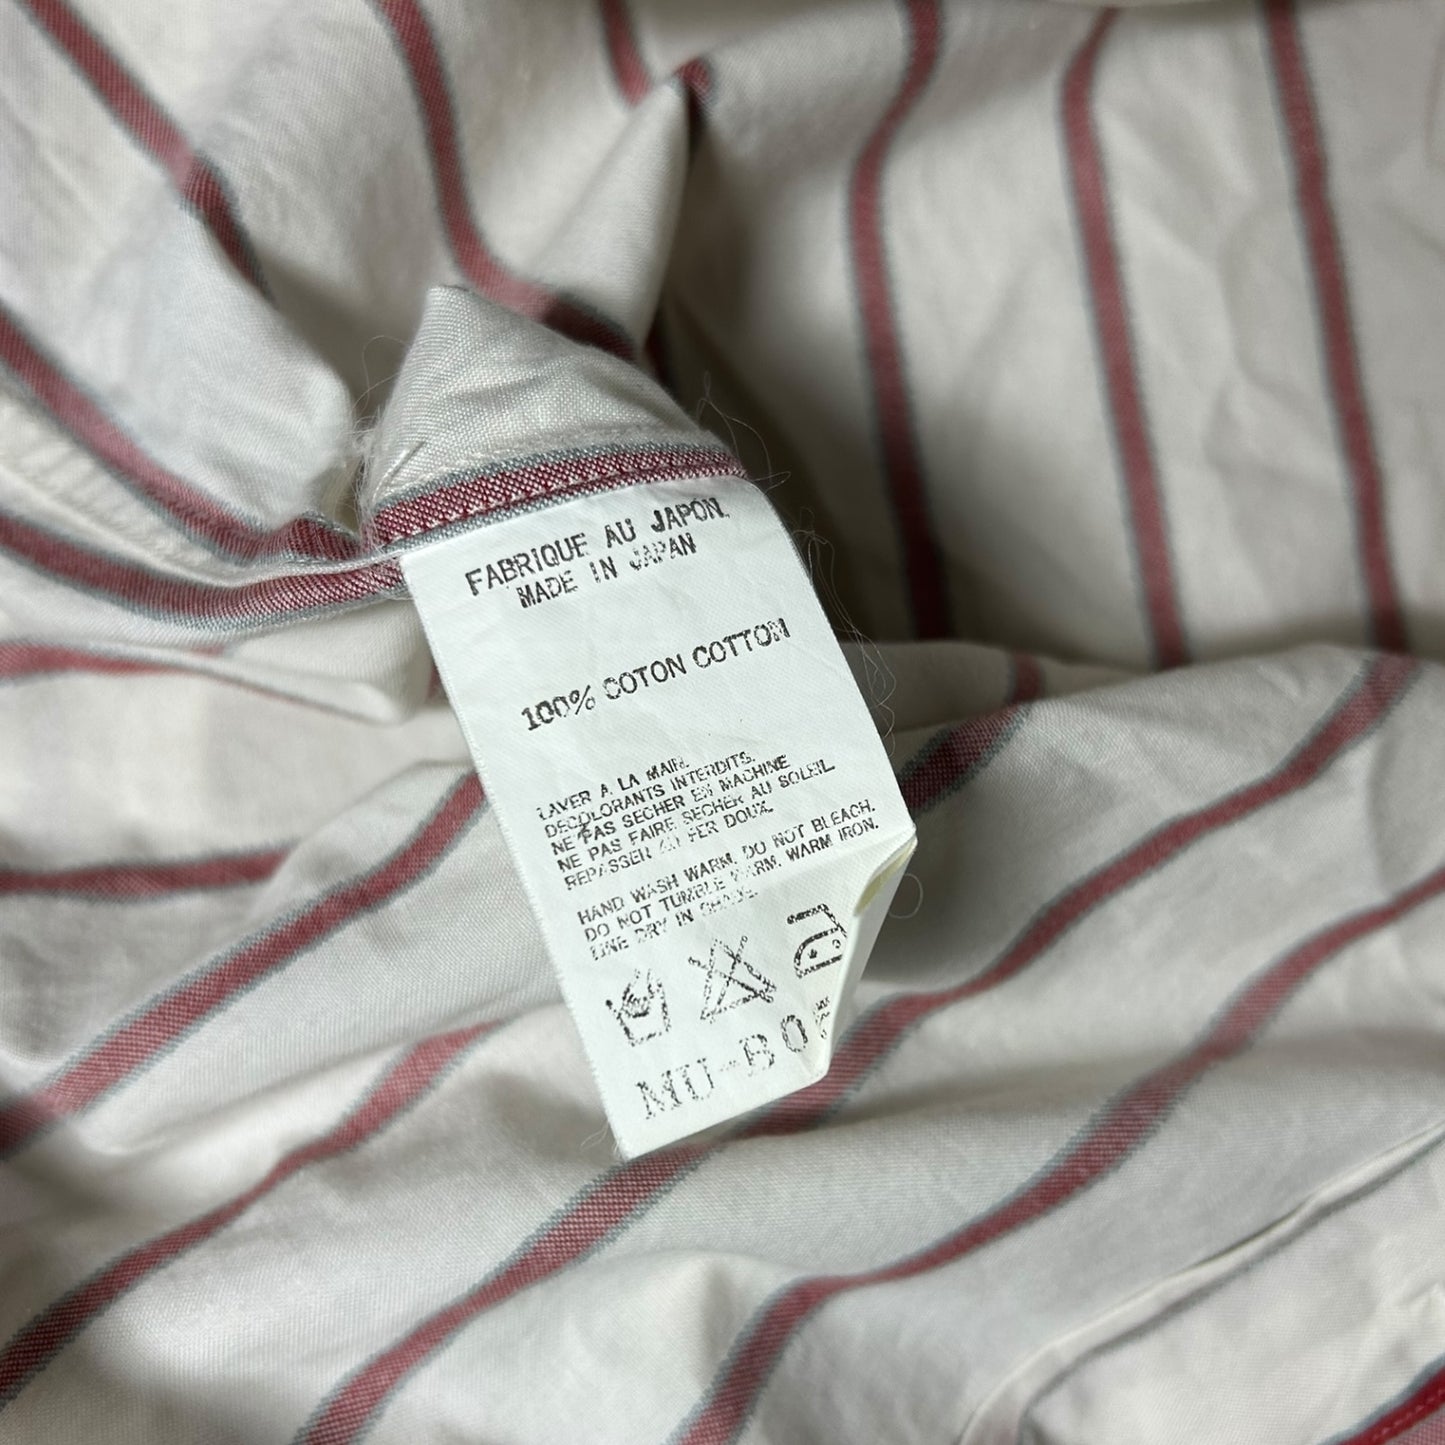 FABRIQUE AU JAPON.
MADE IN JAPAN
100% COTON COTTON
LAVER A LA MAIN.
DECOLORANTS INTERDITS.
NE PAS SECHER EN MACHINE
NE PAS FAIRE SECHER AU SOLEIL.
REPASSER AU FER DOUX.
HAND WASH WARM. DO NOT BLEACH.
DO NOT TUMBLE WARM. WARM IRON.
LINE DRY IN SHADE.
MU-B0